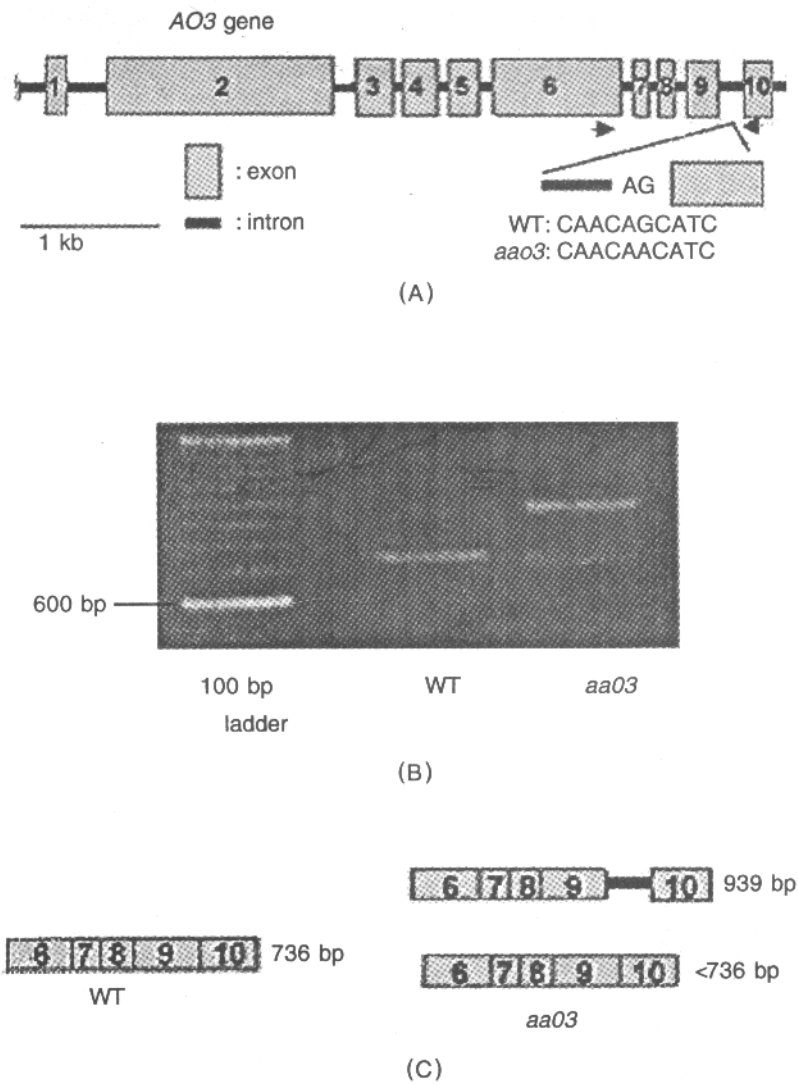 AO3 gene
1 2 3 4 5 6 7 8 9 10
: exon
: intron
1 kb
AG
WT: CAACAGCATC
aao3: CAACAACATC
(A)
600 bp
100 bp
ladder
WT
aa03
(B)
6 7 8 9 10 939 bp
6 7 8 9 10 736 bp
WT
6 7 8 9 10 <736 bp
aa03
(C)